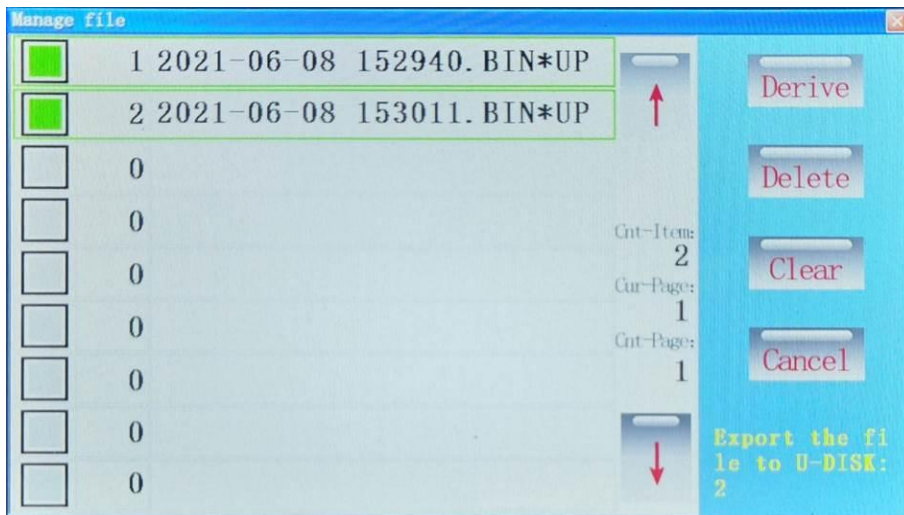 Manage file
1 2021-06-08 152940.BIN*UP
2 2021-06-08 153011.BIN*UP
0
0
0
0
0
0
0
Cnt-Item:
2
Cur-Page:
1
Cnt-Page:
1
Derive
Delete
Clear
Cancel
Export the fi
le to U-DISK:
2